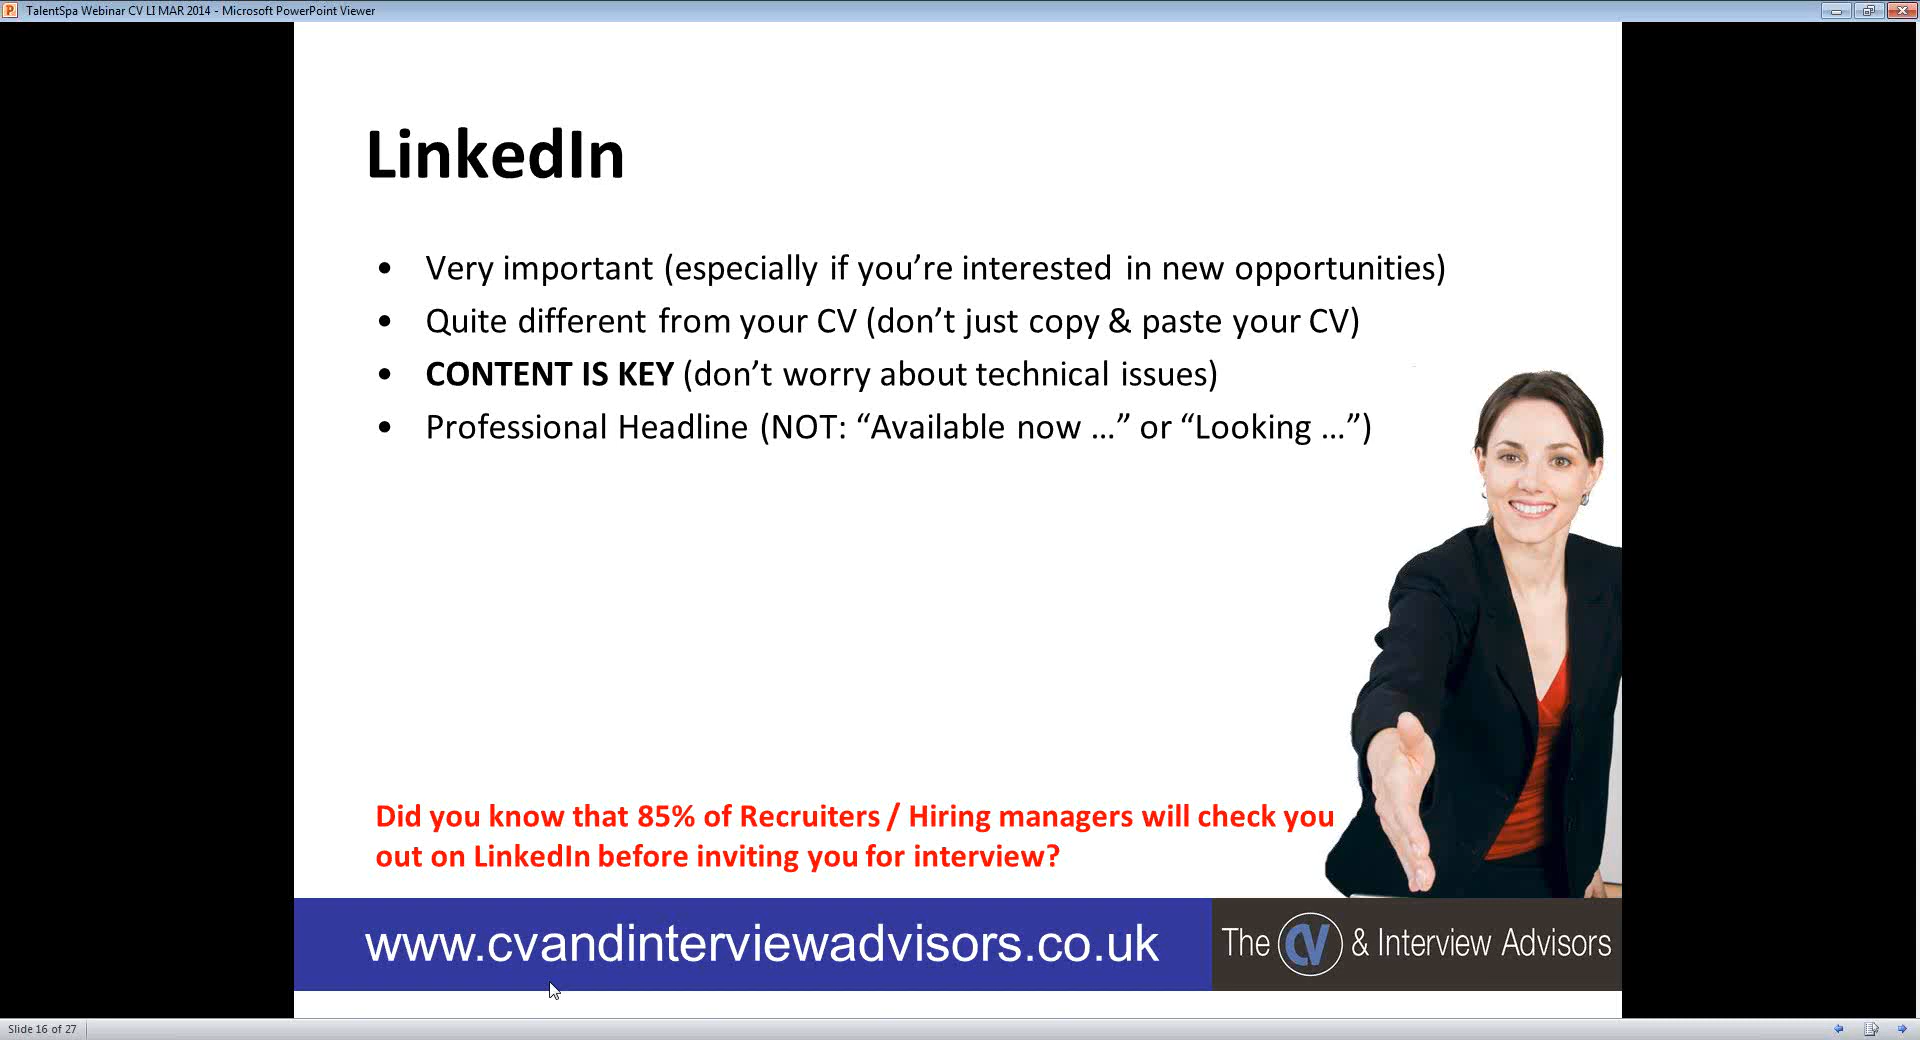 TalentSpa Webinar CV LI MAR 2014 - Microsoft PowerPoint Viewer
LinkedIn
• Very important (especially if you’re interested in new opportunities)
• Quite different from your CV (don’t just copy & paste your CV)
• CONTENT IS KEY (don’t worry about technical issues)
• Professional Headline (NOT: “Available now …” or “Looking …”)
Did you know that 85% of Recruiters / Hiring managers will check you
out on LinkedIn before inviting you for interview?
www.cvandinterviewadvisors.co.uk
The CV & Interview Advisors
Slide 16 of 27